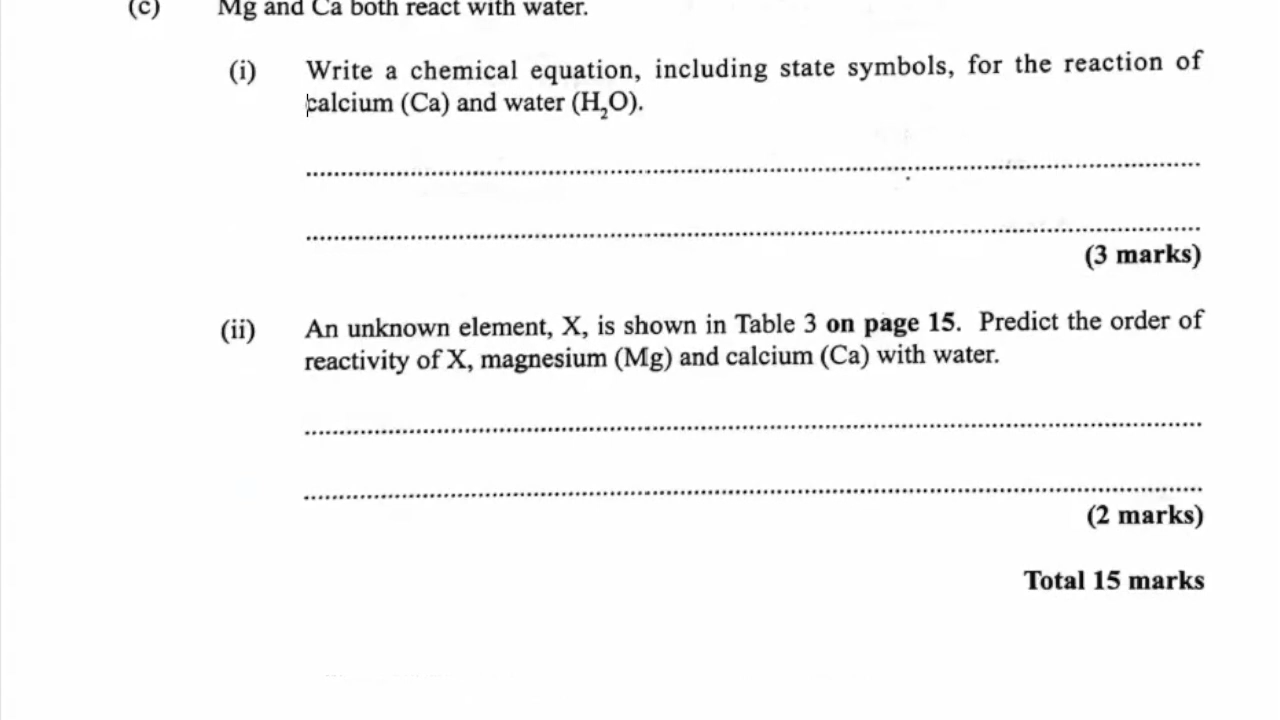 (c) Mg and Ca both react with water.
(i) Write a chemical equation, including state symbols, for the reaction of
calcium (Ca) and water (H₂O).
(3 marks)
(ii) An unknown element, X, is shown in Table 3 on page 15. Predict the order of
reactivity of X, magnesium (Mg) and calcium (Ca) with water.
(2 marks)
Total 15 marks